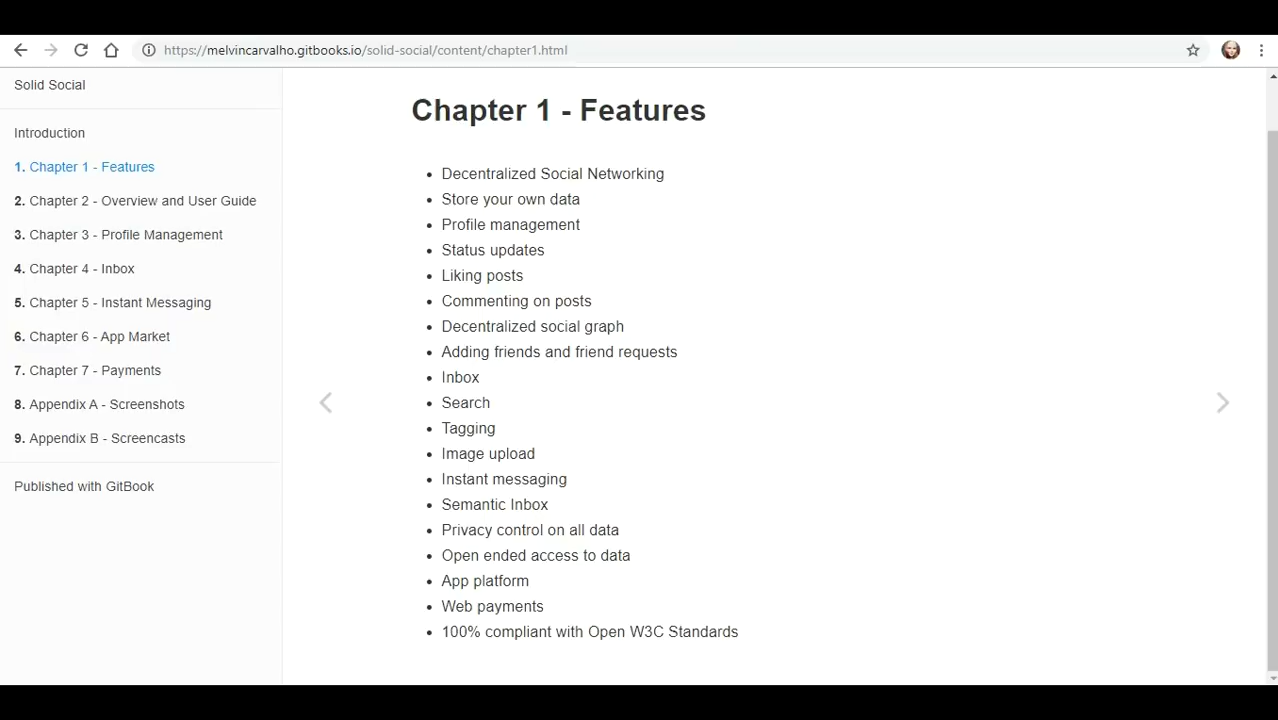 https://melvincarvalho.gitbooks.io/solid-social/content/chapter1.html
Solid Social
Introduction
1. Chapter 1 - Features
2. Chapter 2 - Overview and User Guide
3. Chapter 3 - Profile Management
4. Chapter 4 - Inbox
5. Chapter 5 - Instant Messaging
6. Chapter 6 - App Market
7. Chapter 7 - Payments
8. Appendix A - Screenshots
9. Appendix B - Screencasts
Published with GitBook
Chapter 1 - Features
• Decentralized Social Networking
• Store your own data
• Profile management
• Status updates
• Liking posts
• Commenting on posts
• Decentralized social graph
• Adding friends and friend requests
• Inbox
• Search
• Tagging
• Image upload
• Instant messaging
• Semantic Inbox
• Privacy control on all data
• Open ended access to data
• App platform
• Web payments
• 100% compliant with Open W3C Standards